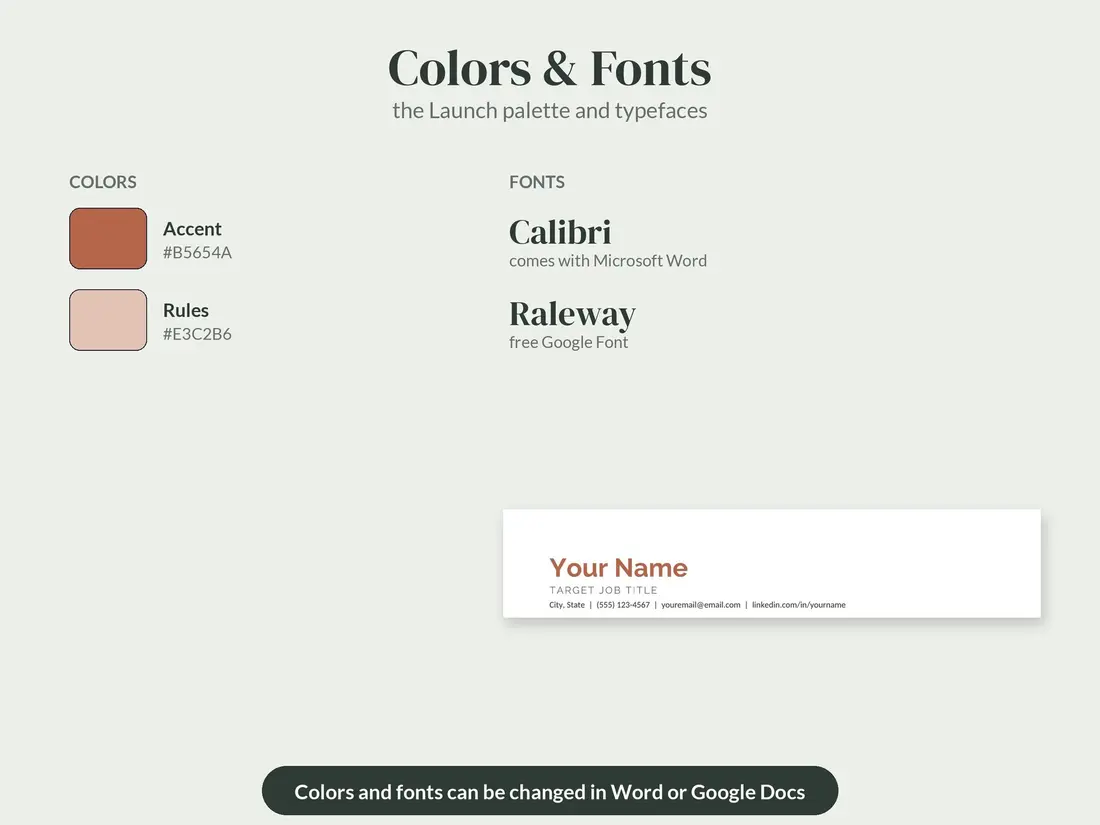 Colors & Fonts
the Launch palette and typefaces
COLORS
Accent
#B5654A
Rules
#E3C2B6
FONTS
Calibri
comes with Microsoft Word
Raleway
free Google Font
Your Name
TARGET JOB TITLE
City, State | (555) 123-4567 | youremail@email.com | linkedin.com/in/yourname
Colors and fonts can be changed in Word or Google Docs